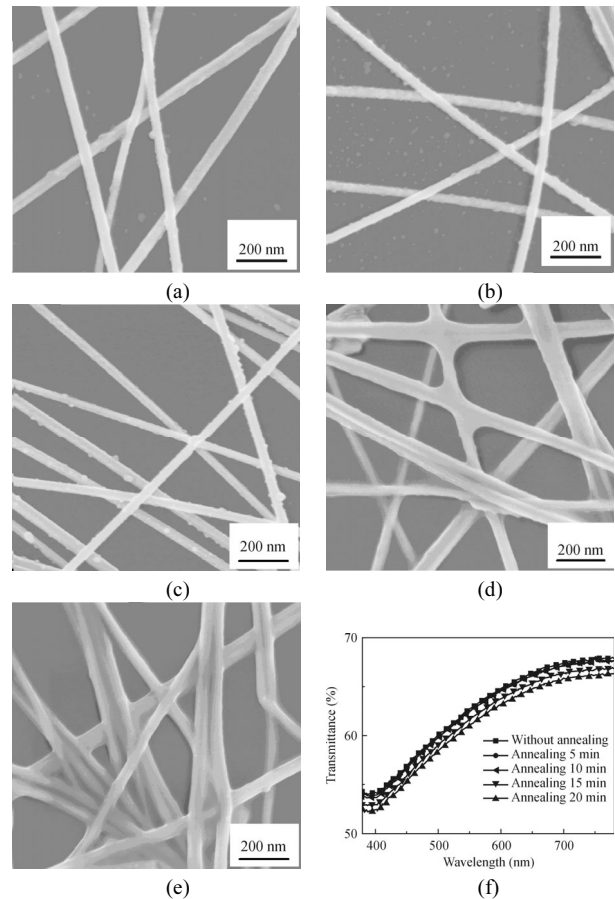 200 nm
200 nm
(a)
(b)
200 nm
200 nm
(c)
(d)
200 nm
(e)
70
60
50
Transmittance (%)
Without annealing
Annealing 5 min
Annealing 10 min
Annealing 15 min
Annealing 20 min
400 500 600 700
Wavelength (nm)
(f)